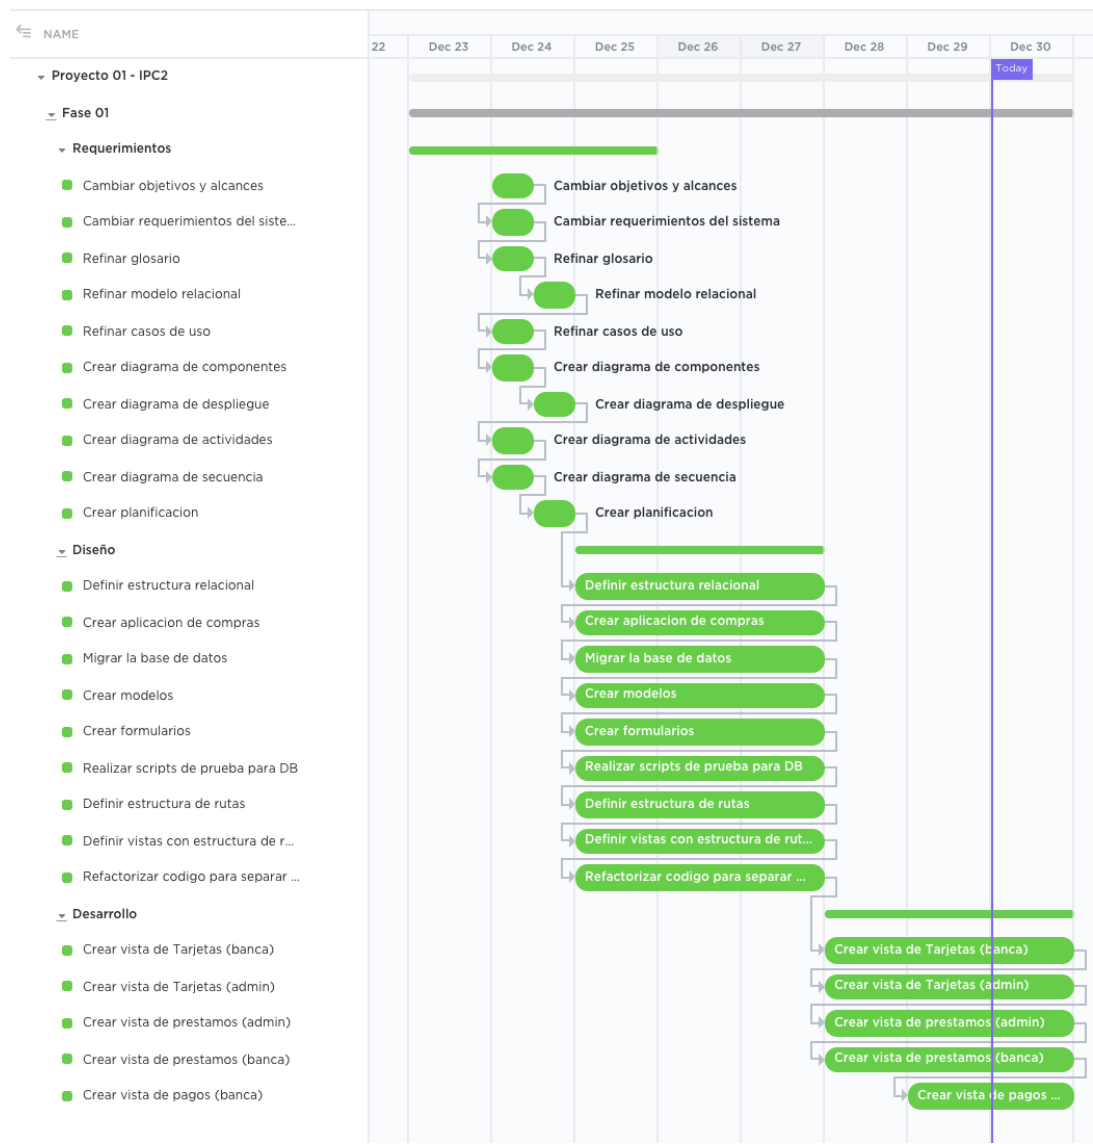 NAME
22 Dec 23 Dec 24 Dec 25 Dec 26 Dec 27 Dec 28 Dec 29 Dec 30
Today
Proyecto 01 - IPC2
Fase 01
Requerimientos
Cambiar objetivos y alcances Cambiar objetivos y alcances
Cambiar requerimientos del siste... Cambiar requerimientos del sistema
Refinar glosario Refinar glosario
Refinar modelo relacional Refinar modelo relacional
Refinar casos de uso Refinar casos de uso
Crear diagrama de componentes Crear diagrama de componentes
Crear diagrama de despliegue Crear diagrama de despliegue
Crear diagrama de actividades Crear diagrama de actividades
Crear diagrama de secuencia Crear diagrama de secuencia
Crear planificacion Crear planificacion
Diseño
Definir estructura relacional Definir estructura relacional
Crear aplicacion de compras Crear aplicacion de compras
Migrar la base de datos Migrar la base de datos
Crear modelos Crear modelos
Crear formularios Crear formularios
Realizar scripts de prueba para DB Realizar scripts de prueba para DB
Definir estructura de rutas Definir estructura de rutas
Definir vistas con estructura de r... Definir vistas con estructura de rut...
Refactorizar codigo para separar ... Refactorizar codigo para separar ...
Desarrollo
Crear vista de Tarjetas (banca) Crear vista de Tarjetas (banca)
Crear vista de Tarjetas (admin) Crear vista de Tarjetas (admin)
Crear vista de prestamos (admin) Crear vista de prestamos (admin)
Crear vista de prestamos (banca) Crear vista de prestamos (banca)
Crear vista de pagos (banca) Crear vista de pagos ...